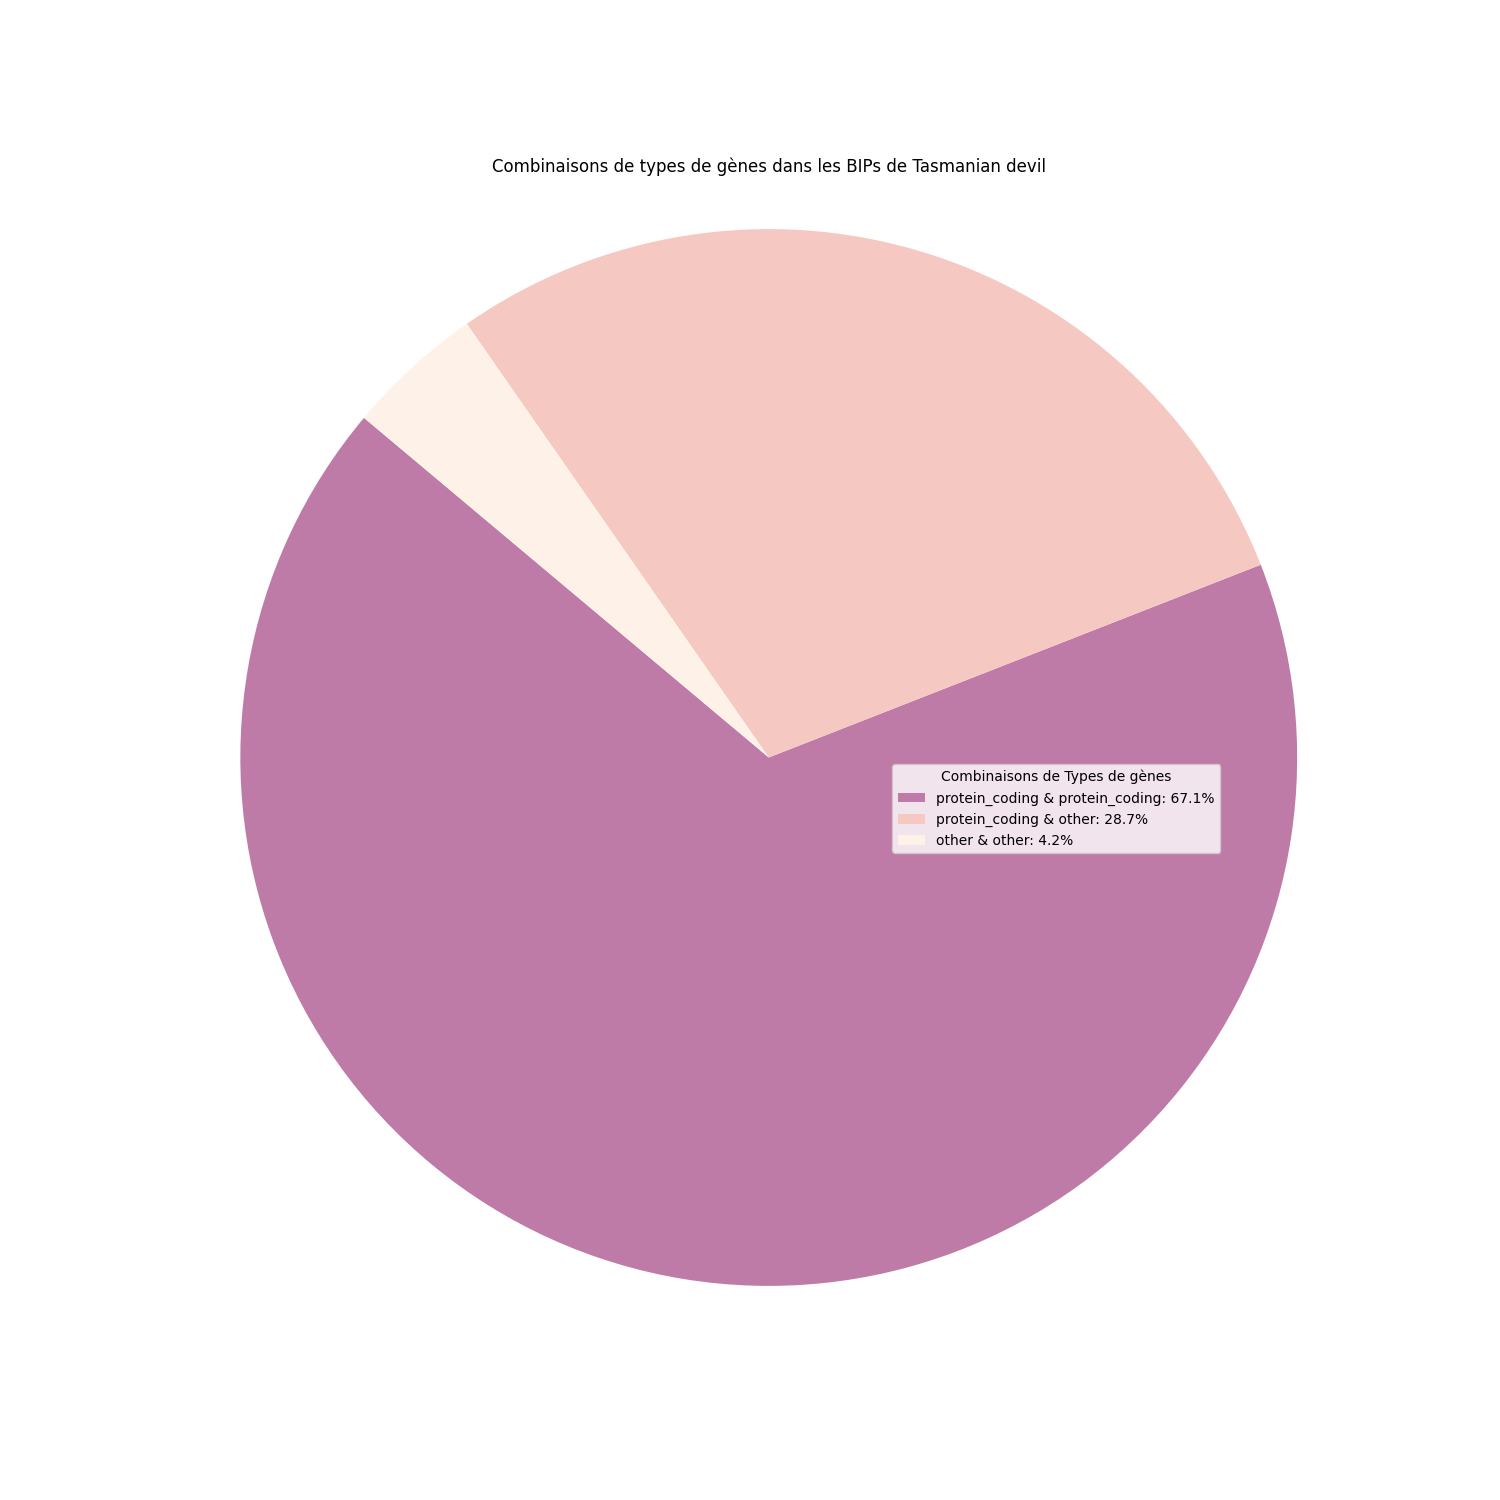 Combinaisons de types de gènes dans les BIPs de Tasmanian devil
Combinaisons de Types de gènes
protein_coding & protein_coding: 67.1%
protein_coding & other: 28.7%
other & other: 4.2%